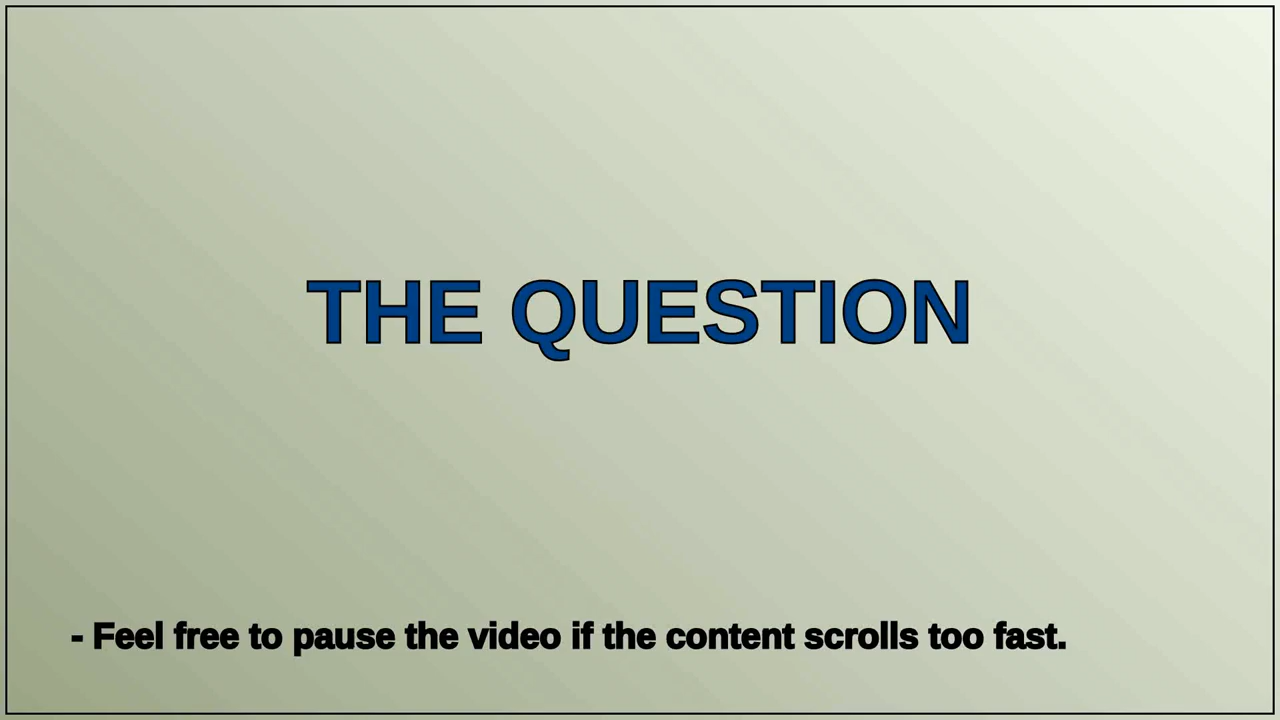 THE QUESTION
- Feel free to pause the video if the content scrolls too fast.